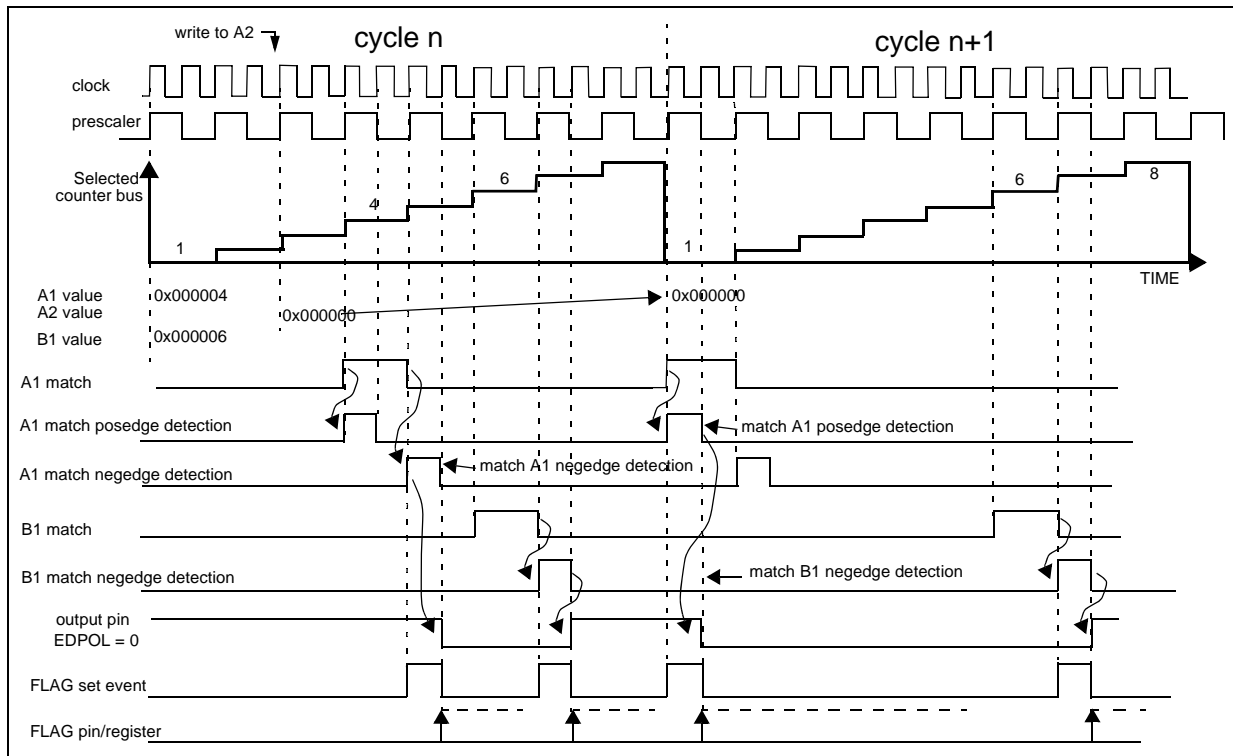 write to A2
cycle n
cycle n+1
clock
prescaler
Selected
counter bus
1
4
6
1
6
8
TIME
A1 value
0x000004
0x000000
A2 value
0x000000
B1 value
0x000006
A1 match
A1 match posedge detection
match A1 posedge detection
A1 match negedge detection
match A1 negedge detection
B1 match
B1 match negedge detection
match B1 negedge detection
output pin
EDPOL = 0
FLAG set event
FLAG pin/register